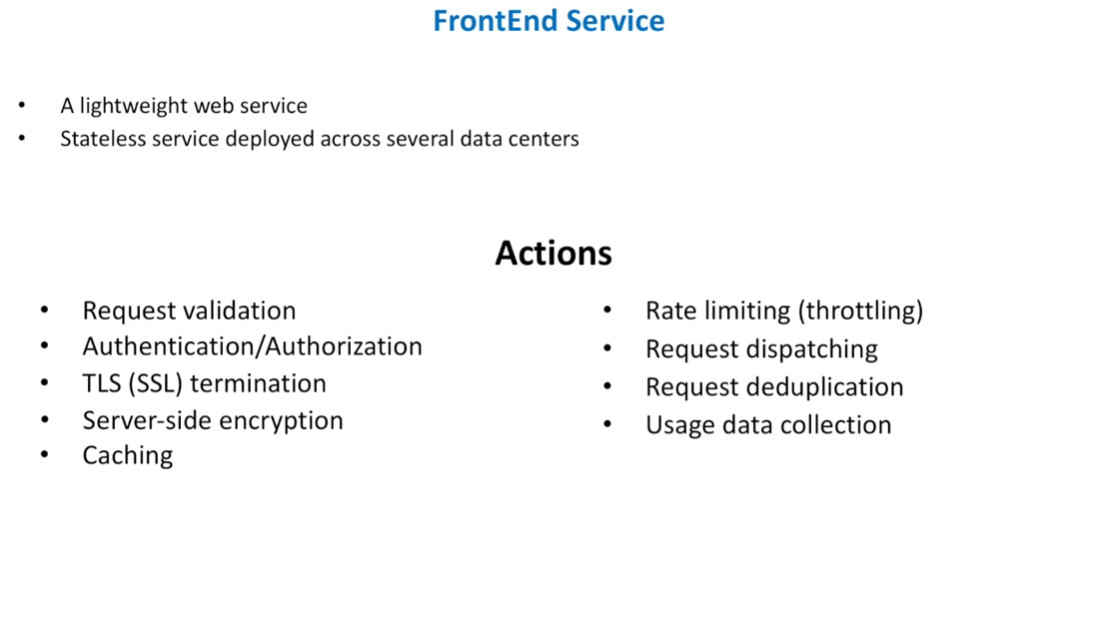 FrontEnd Service
• A lightweight web service
• Stateless service deployed across several data centers
Actions
• Request validation
• Authentication/Authorization
• TLS (SSL) termination
• Server-side encryption
• Caching
• Rate limiting (throttling)
• Request dispatching
• Request deduplication
• Usage data collection